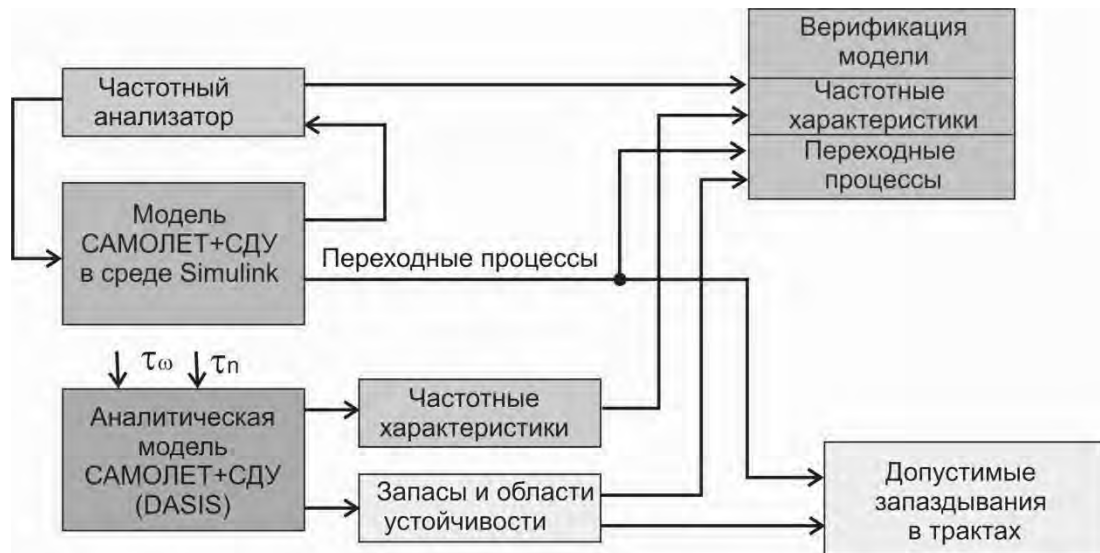 Верификация
модели
Частотный
анализатор
Частотные
характеристики
Переходные
процессы
Модель
САМОЛЕТ+СДУ
в среде Simulink
Переходные процессы
τω τn
Аналитическая
модель
САМОЛЕТ+СДУ
(DASIS)
Частотные
характеристики
Запасы и области
устойчивости
Допустимые
запаздывания
в трактах